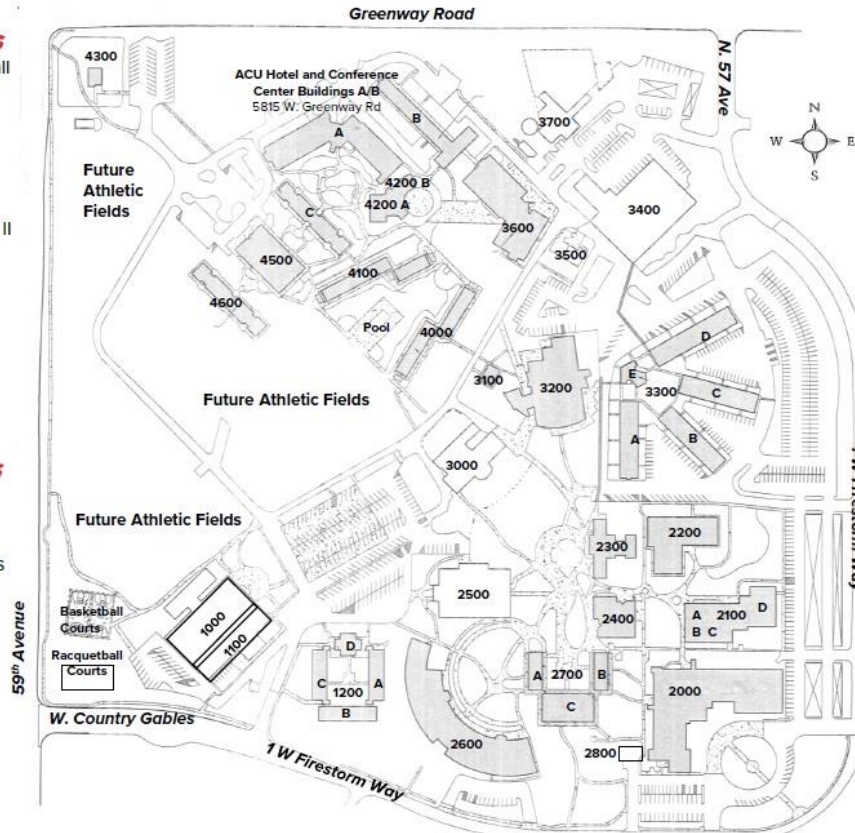 Greenway Road
S
all
4300
ACU Hotel and Conference
Center Buildings A/B
5815 W. Greenway Rd
N. 57 Ave
N
W
E
S
A
B
3700
Future
Athletic
Fields
II
C
4200 B
4200 A
3400
3600
3500
4500
4100
4600
Pool
4000
D
3100
3200
E
3300
C
Future Athletic Fields
A
B
3000
S
Future Athletic Fields
2300
2200
s
2500
Basketball
Courts
1000
1100
2400
A
2100
D
B
C
Racquetball
Courts
59th Avenue
D
C
1200
A
B
A
2700
B
C
2000
W. Country Gables
2600
2800
1 W Firestorm Way